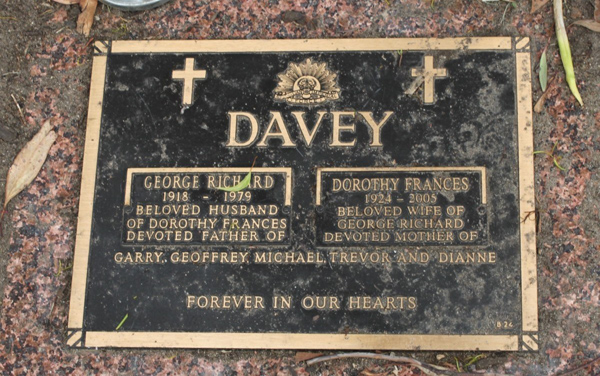 DAVEY
GEORGE RICHARD
1918 - 1979
BELOVED HUSBAND
OF DOROTHY FRANCES
DEVOTED FATHER OF
DOROTHY FRANCES
1924 - 2005
BELOVED WIFE OF
GEORGE RICHARD
DEVOTED MOTHER OF
GARRY, GEOFFREY, MICHAEL, TREVOR AND DIANNE
FOREVER IN OUR HEARTS